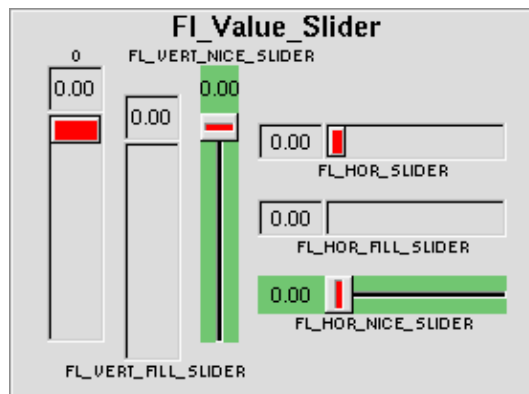 Fl_Value_Slider
0
FL_VERT_NICE_SLIDER
0.00
0.00
0.00
0.00
FL_HOR_SLIDER
0.00
FL_HOR_FILL_SLIDER
0.00
FL_HOR_NICE_SLIDER
FL_VERT_FILL_SLIDER